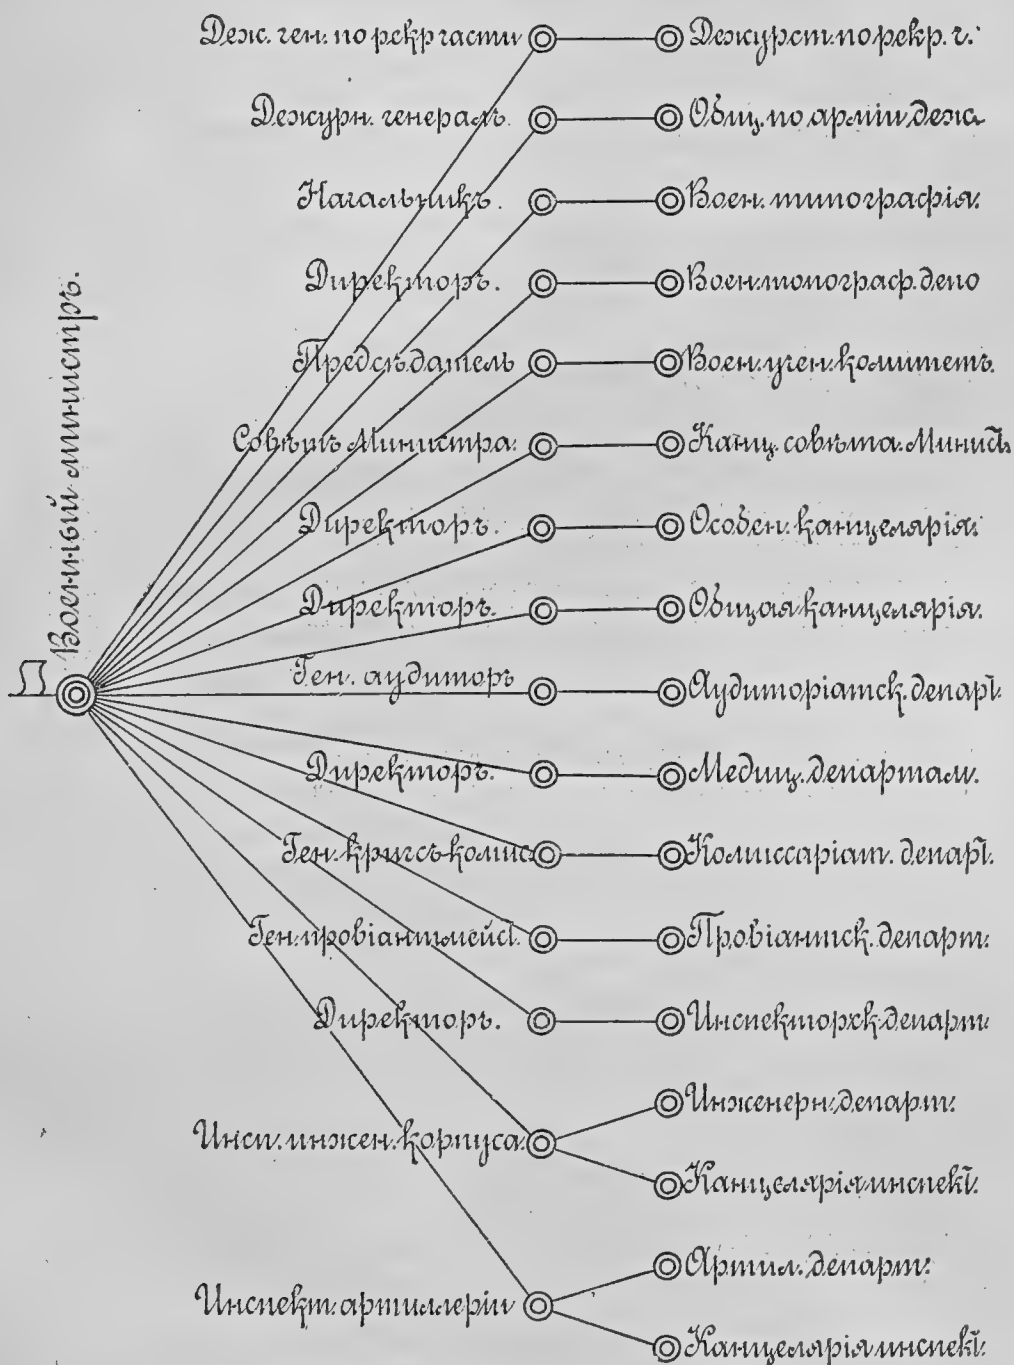 Деж. ген. по рекр части
Дежурст. по рекр. ч.
Дежурн. генералъ.
Общ. по арміи деж
Начальникъ.
Воен. типографія.
Директоръ.
Воен. топограф. депо
Предсѣдатель
Воен. учен. комитетъ.
Совѣтъ Министра.
Канц. совѣта. Минист.
Директоръ.
Особен. канцелярія.
Директоръ.
Общая канцелярія.
Военный министръ.
Ген. аудиторъ
Аудиторіатск. департ.
Директоръ.
Медиц. департам.
Ген. кригсъ комис.
Комиссаріат. департ.
Ген. провіантмейст.
Провіантск. департ.
Директоръ.
Инспекторск. департ.
Инженерн. департ.
Инсп. инжен. корпуса.
Канцелярія инспект.
Артил. департ.
Инспект. артиллеріи
Канцелярія инспект.